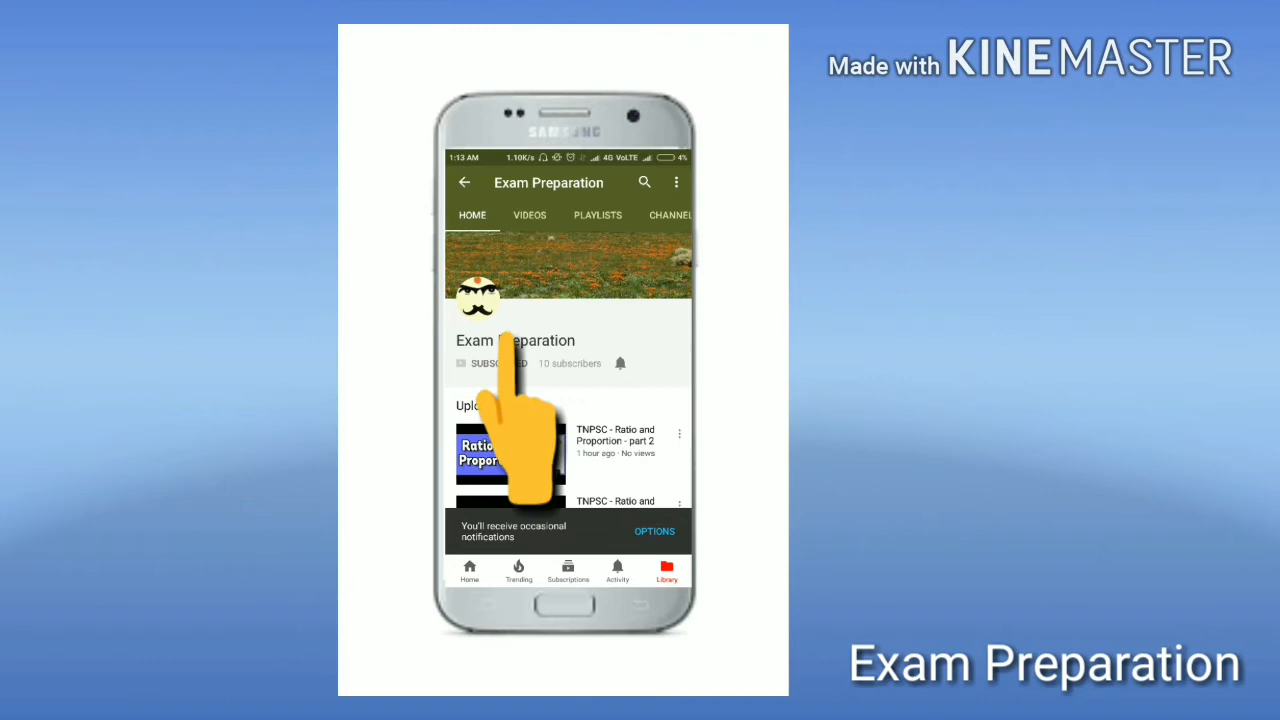 Made with KINEMASTER
SAMSUNG
1:13 AM 1.10K/s 4G VoLTE 4%
Exam Preparation
HOME VIDEOS PLAYLISTS CHANNEL
Exam Preparation
10 subscribers
TNPSC - Ratio and
Proportion - part 2
1 hour ago · No views
Ratio
TNPSC - Ratio and
You'll receive occasional
notifications
OPTIONS
Home Trending Subscriptions Activity Library
Exam Preparation